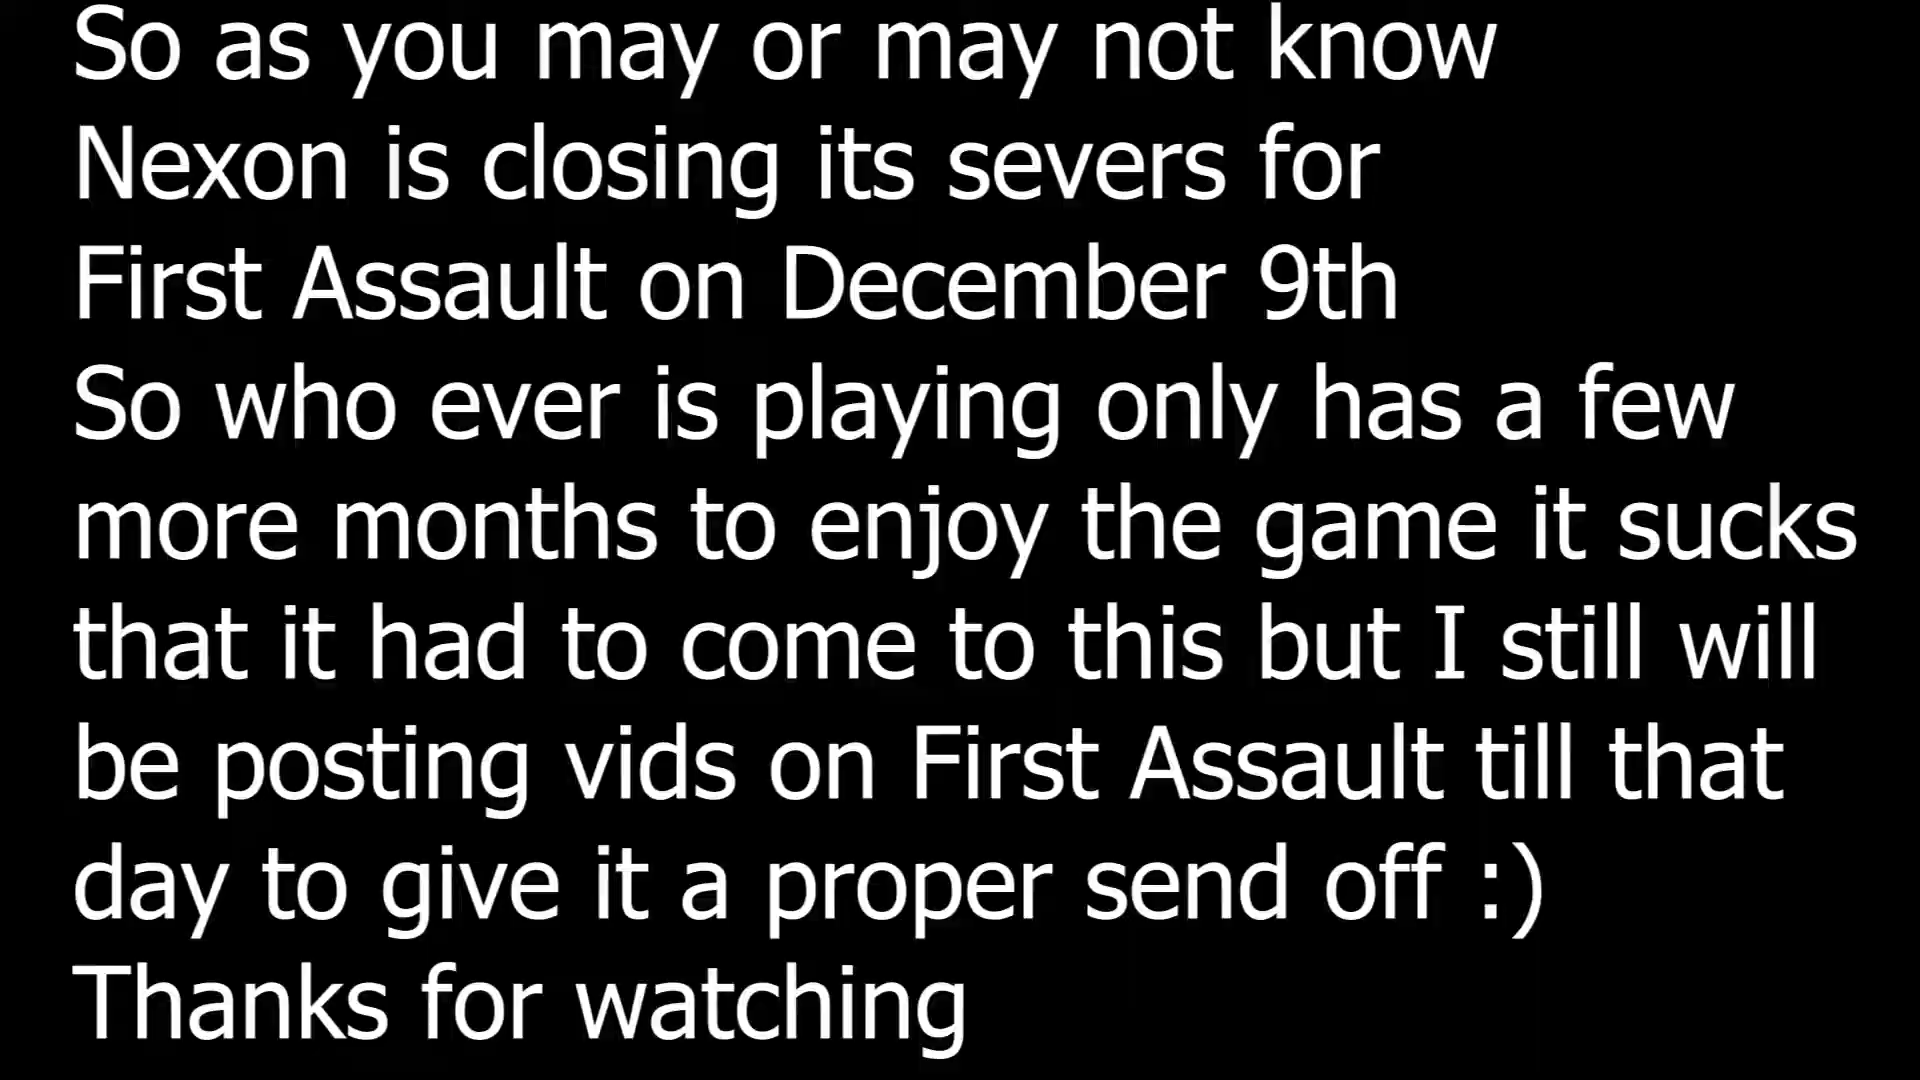 So as you may or may not know
Nexon is closing its severs for
First Assault on December 9th
So who ever is playing only has a few
more months to enjoy the game it sucks
that it had to come to this but I still will
be posting vids on First Assault till that
day to give it a proper send off :)
Thanks for watching